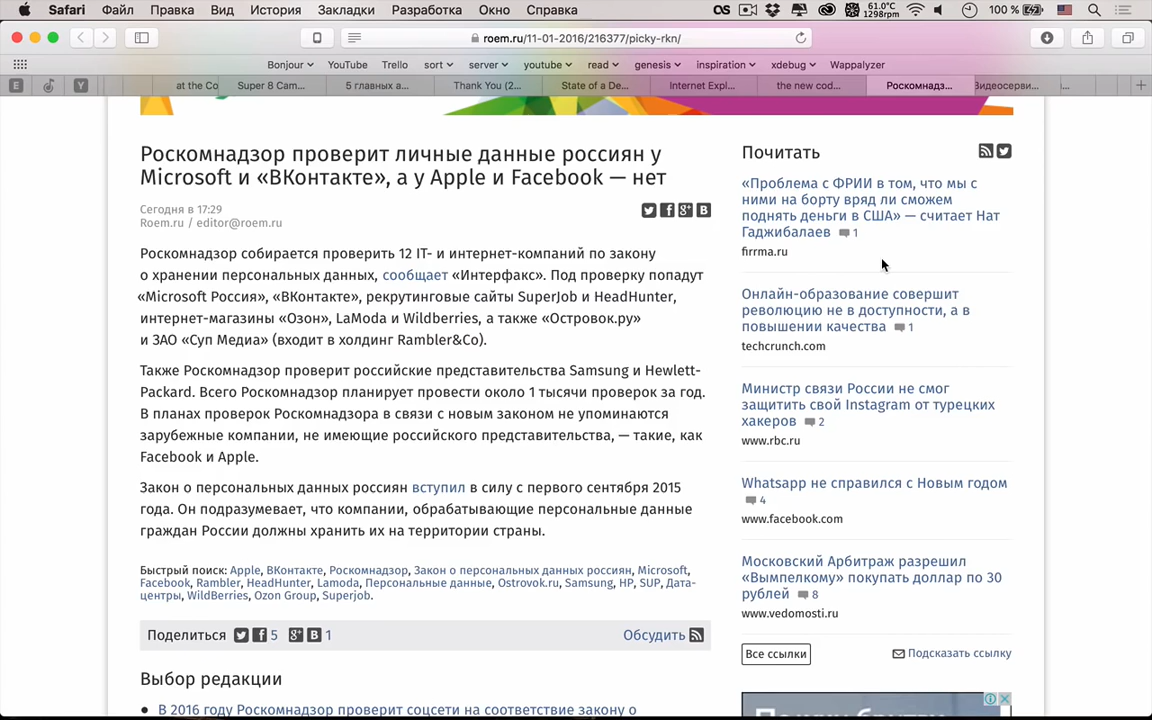 Safari Файл Правка Вид История Закладки Разработка Окно Справка 61.0°C 1298rpm 100 %
roem.ru/11-01-2016/216377/picky-rkn/
Bonjour YouTube Trello sort server youtube read genesis inspiration xdebug Wappalyzer
E Y at the Co Super 8 Cam... 5 главных а... Thank You (2... State of a De... Internet Expl... the new cod... Роскомнадз... Видеосерви...
Роскомнадзор проверит личные данные россиян у
Microsoft и «ВКонтакте», а у Apple и Facebook — нет
Сегодня в 17:29
Roem.ru / editor@roem.ru
Роскомнадзор собирается проверить 12 IT- и интернет-компаний по закону
о хранении персональных данных, сообщает «Интерфакс». Под проверку попадут
«Microsoft Россия», «ВКонтакте», рекрутинговые сайты SuperJob и HeadHunter,
интернет-магазины «Озон», LaModa и Wildberries, а также «Островок.ру»
и ЗАО «Суп Медиа» (входит в холдинг Rambler&Co).
Также Роскомнадзор проверит российские представительства Samsung и Hewlett-
Packard. Всего Роскомнадзор планирует провести около 1 тысячи проверок за год.
В планах проверок Роскомнадзора в связи с новым законом не упоминаются
зарубежные компании, не имеющие российского представительства, — такие, как
Facebook и Apple.
Закон о персональных данных россиян вступил в силу с первого сентября 2015
года. Он подразумевает, что компании, обрабатывающие персональные данные
граждан России должны хранить их на территории страны.
Быстрый поиск: Apple, ВКонтакте, Роскомнадзор, Закон о персональных данных россиян, Microsoft,
Facebook, Rambler, HeadHunter, Lamoda, Персональные данные, Ostrovok.ru, Samsung, HP, SUP, Дата-
центры, WildBerries, Ozon Group, Superjob.
Поделиться 5 1 Обсудить
Выбор редакции
В 2016 году Роскомнадзор проверит соцсети на соответствие закону о
Почитать
«Проблема с ФРИИ в том, что мы с
ними на борту вряд ли сможем
поднять деньги в США» — считает Нат
Гаджибалаев 1
firrma.ru
Онлайн-образование совершит
революцию не в доступности, а в
повышении качества 1
techcrunch.com
Министр связи России не смог
защитить свой Instagram от турецких
хакеров 2
www.rbc.ru
Whatsapp не справился с Новым годом
4
www.facebook.com
Московский Арбитраж разрешил
«Вымпелкому» покупать доллар по 30
рублей 8
www.vedomosti.ru
Все ссылки Подсказать ссылку